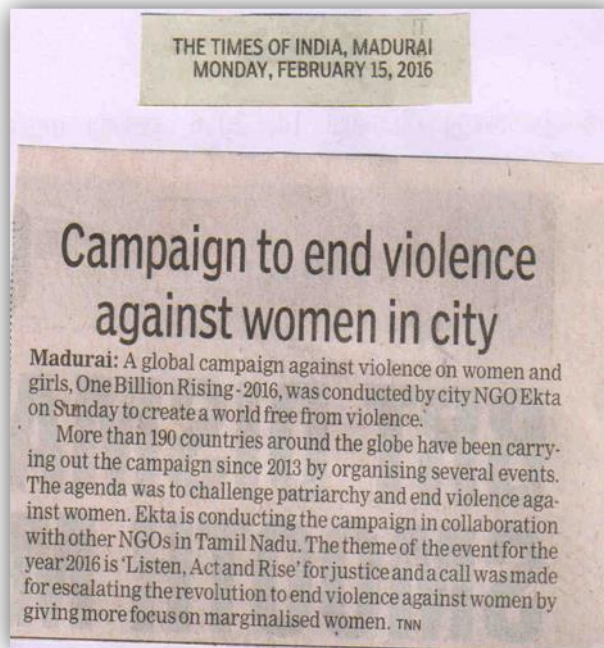 THE TIMES OF INDIA, MADURAI
MONDAY, FEBRUARY 15, 2016
Campaign to end violence
against women in city
Madurai: A global campaign against violence on women and
girls, One Billion Rising - 2016, was conducted by city NGO Ekta
on Sunday to create a world free from violence.
More than 190 countries around the globe have been carry-
ing out the campaign since 2013 by organising several events.
The agenda was to challenge patriarchy and end violence aga-
inst women. Ekta is conducting the campaign in collaboration
with other NGOs in Tamil Nadu. The theme of the event for the
year 2016 is 'Listen, Act and Rise' for justice and a call was made
for escalating the revolution to end violence against women by
giving more focus on marginalised women. TNN